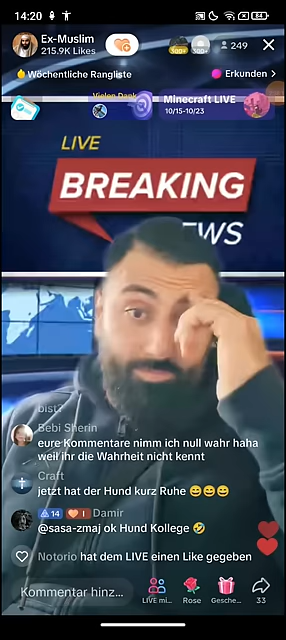 14:20
84
Ex-Muslim
215.9K Likes
300+
249
Wöchentliche Rangliste
Erkunden >
Vielen Dank
Minecraft LIVE
10/15-10/23
LIVE
BREAKING
EWS
bist?
Bebi Sherin
eure Kommentare nimm ich null wahr haha
weil ihr die Wahrheit nicht kennt
Craft
jetzt hat der Hund kurz Ruhe 😄😄😄
14 I Damir
@sasa-zmaj ok Hund Kollege 🤣
Notorio hat dem LIVE einen Like gegeben
Kommentar hinz...
LIVE mi...
Rose
Gesche...
33